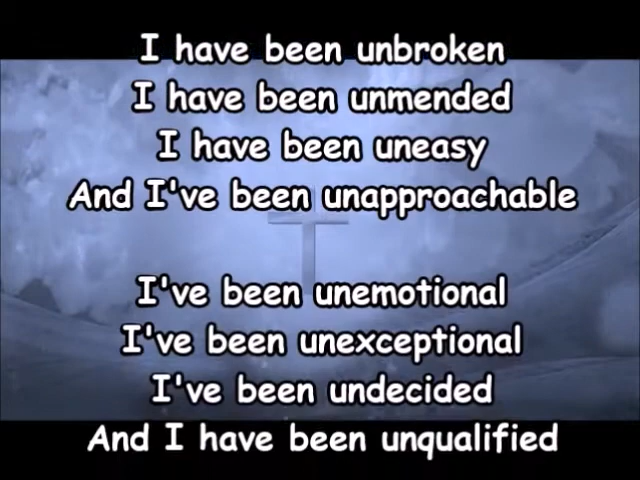 I have been unbroken
I have been unmended
I have been uneasy
And I've been unapproachable
I've been unemotional
I've been unexceptional
I've been undecided
And I have been unqualified